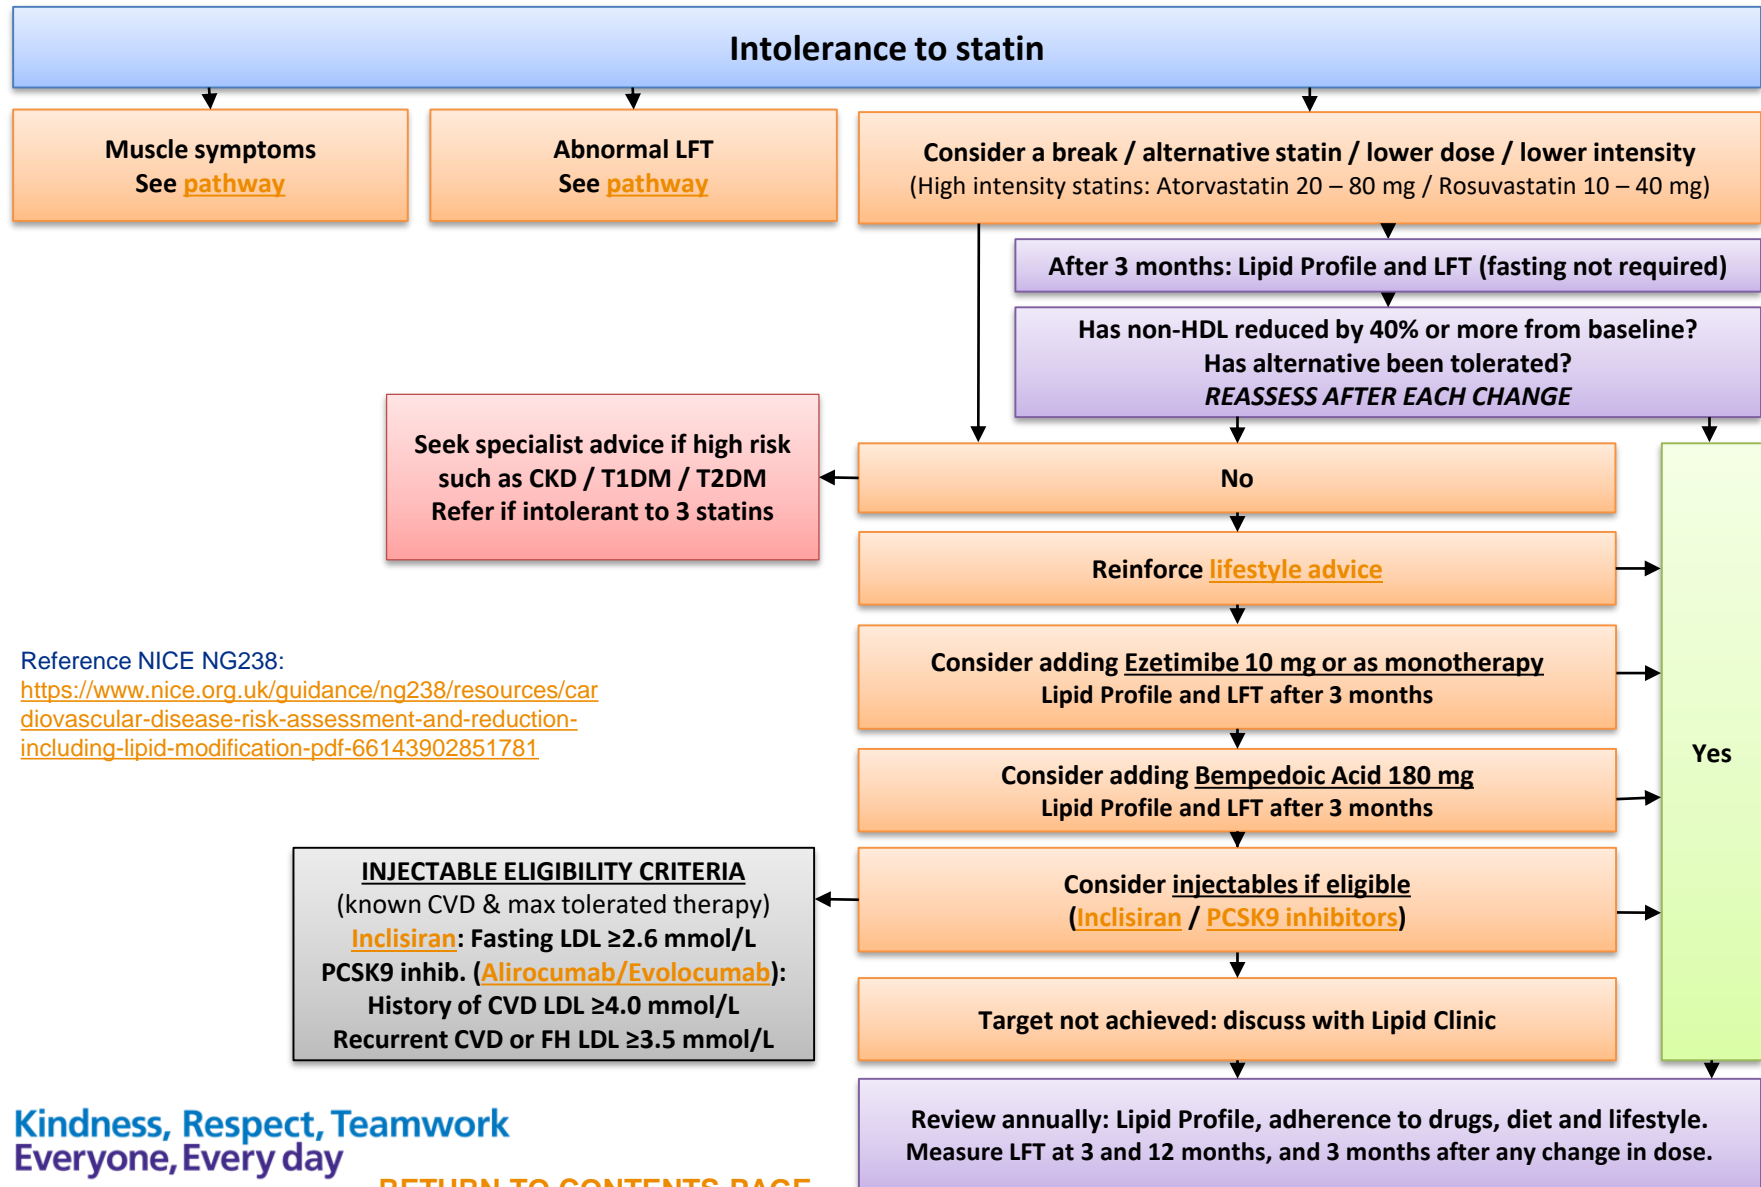 Intolerance to statin
Muscle symptoms
See pathway
Abnormal LFT
See pathway
Consider a break / alternative statin / lower dose / lower intensity
(High intensity statins: Atorvastatin 20 – 80 mg / Rosuvastatin 10 – 40 mg)
After 3 months: Lipid Profile and LFT (fasting not required)
Has non-HDL reduced by 40% or more from baseline?
Has alternative been tolerated?
REASSESS AFTER EACH CHANGE
Seek specialist advice if high risk
such as CKD / T1DM / T2DM
Refer if intolerant to 3 statins
No
Reinforce lifestyle advice
Reference NICE NG238:
https://www.nice.org.uk/guidance/ng238/resources/car
diovascular-disease-risk-assessment-and-reduction-
including-lipid-modification-pdf-66143902851781
Consider adding Ezetimibe 10 mg or as monotherapy
Lipid Profile and LFT after 3 months
Yes
Consider adding Bempedoic Acid 180 mg
Lipid Profile and LFT after 3 months
INJECTABLE ELIGIBILITY CRITERIA
(known CVD & max tolerated therapy)
Inclisiran: Fasting LDL ≥2.6 mmol/L
PCSK9 inhib. (Alirocumab/Evolocumab):
History of CVD LDL ≥4.0 mmol/L
Recurrent CVD or FH LDL ≥3.5 mmol/L
Consider injectables if eligible
(Inclisiran / PCSK9 inhibitors)
Target not achieved: discuss with Lipid Clinic
Review annually: Lipid Profile, adherence to drugs, diet and lifestyle.
Measure LFT at 3 and 12 months, and 3 months after any change in dose.
Kindness, Respect, Teamwork
Everyone, Every day
RETURN TO CONTENTS PAGE